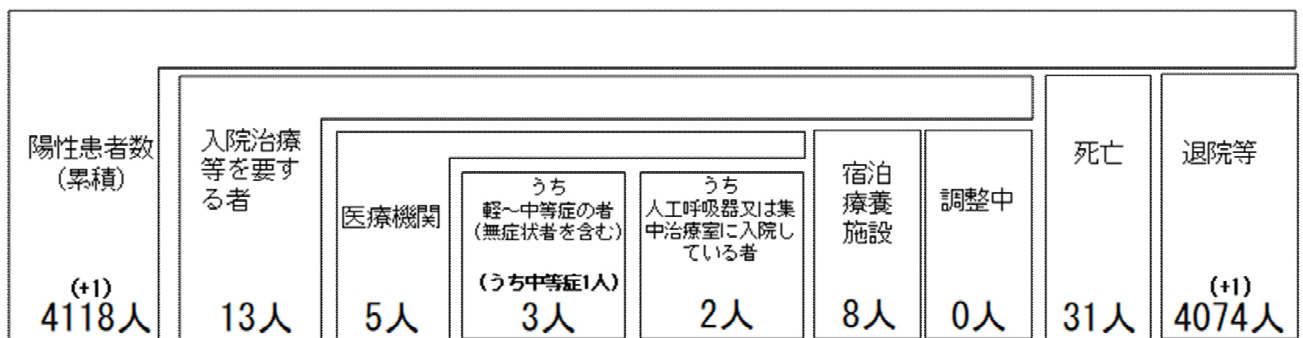 陽性患者数
(累積)
(+1)
4118人
入院治療
等を要す
る者
13人
医療機関
5人
うち
軽～中等症の者
(無症状者を含む)
(うち中等症1人)
3人
うち
人工呼吸器又は集
中治療室に入院し
ている者
2人
宿泊
療養
施設
8人
調整中
0人
死亡
31人
退院等
(+1)
4074人